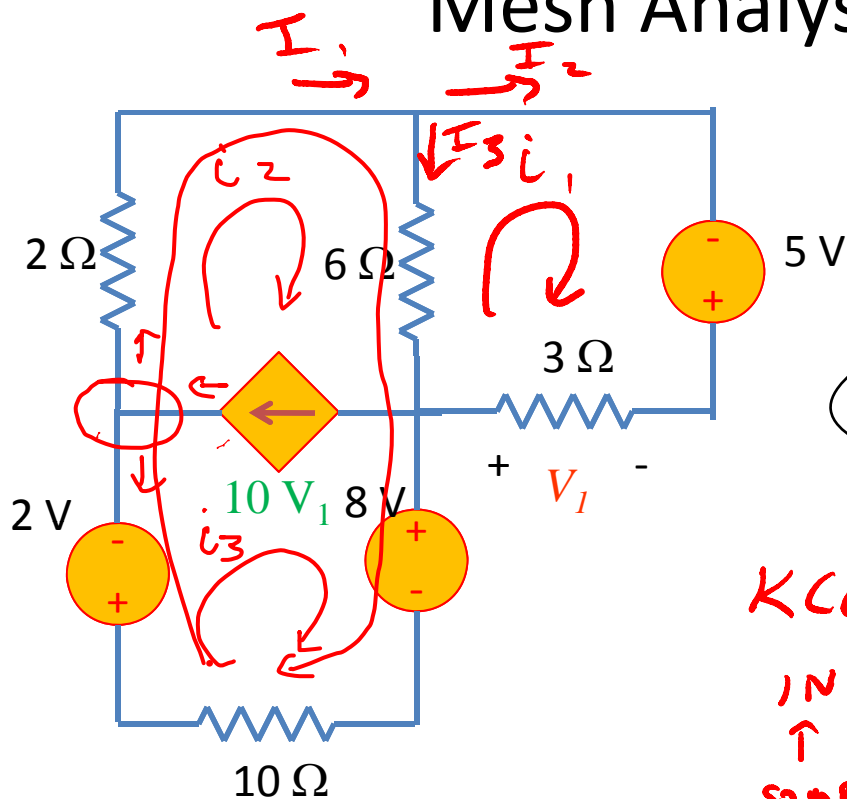 Mesh Analys
I₁
I₂
I3
i₁
i2
2 Ω
6 Ω
-
5 V
+
3 Ω
+
V₁
-
10 V₁
8 V
2 V
-
+
+
-
i3
KC
IN
10 Ω